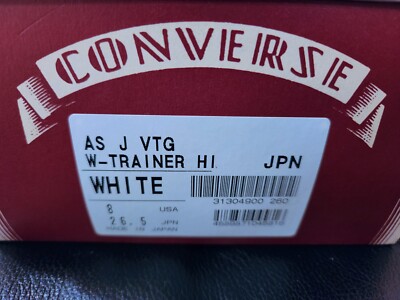 CONVERSE
AS J VTG
W-TRAINER HI. JPN
WHITE
31304900 260
8 USA
26.5 JPN
MADE IN JAPAN